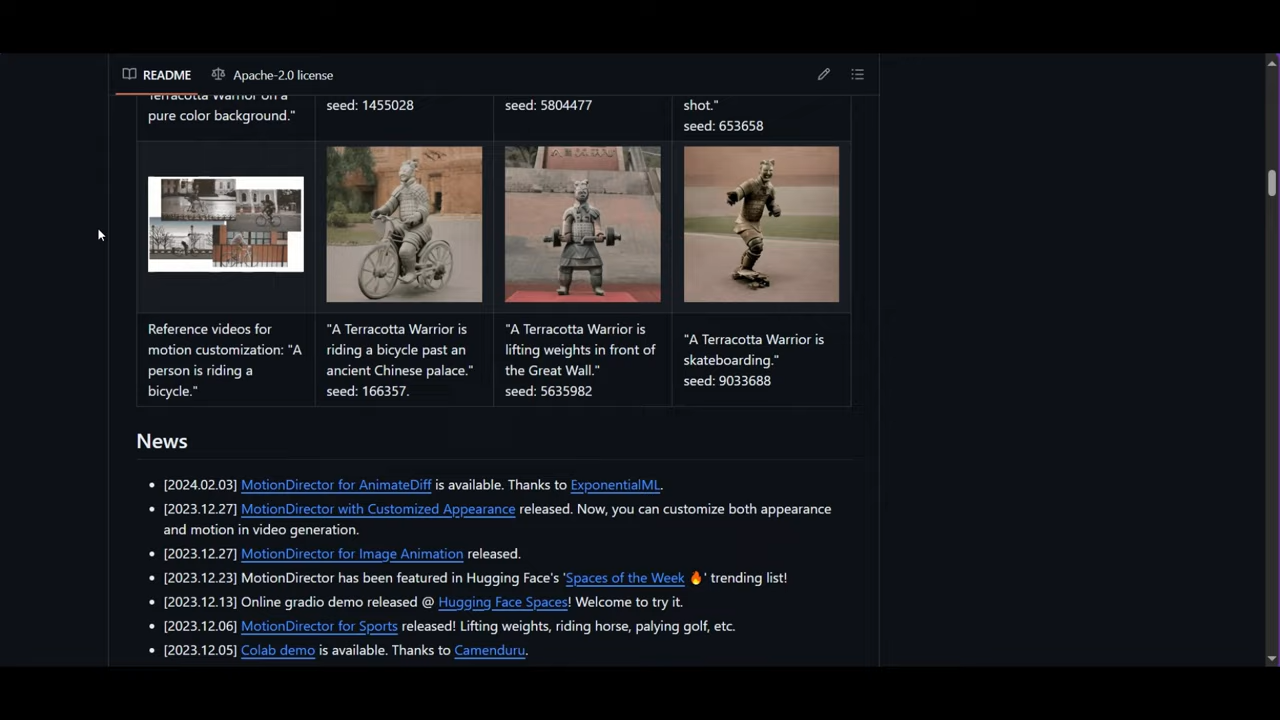 README
Apache-2.0 license
Terracotta Warrior on a
pure color background."
seed: 1455028
seed: 5804477
shot."
seed: 653658
Reference videos for
motion customization: "A
person is riding a
bicycle."
"A Terracotta Warrior is
riding a bicycle past an
ancient Chinese palace."
seed: 166357.
"A Terracotta Warrior is
lifting weights in front of
the Great Wall."
seed: 5635982
"A Terracotta Warrior is
skateboarding."
seed: 9033688
News
[2024.02.03] MotionDirector for AnimateDiff is available. Thanks to ExponentialML.
[2023.12.27] MotionDirector with Customized Appearance released. Now, you can customize both appearance
and motion in video generation.
[2023.12.27] MotionDirector for Image Animation released.
[2023.12.23] MotionDirector has been featured in Hugging Face's 'Spaces of the Week 🔥' trending list!
[2023.12.13] Online gradio demo released @ Hugging Face Spaces! Welcome to try it.
[2023.12.06] MotionDirector for Sports released! Lifting weights, riding horse, palying golf, etc.
[2023.12.05] Colab demo is available. Thanks to Camenduru.